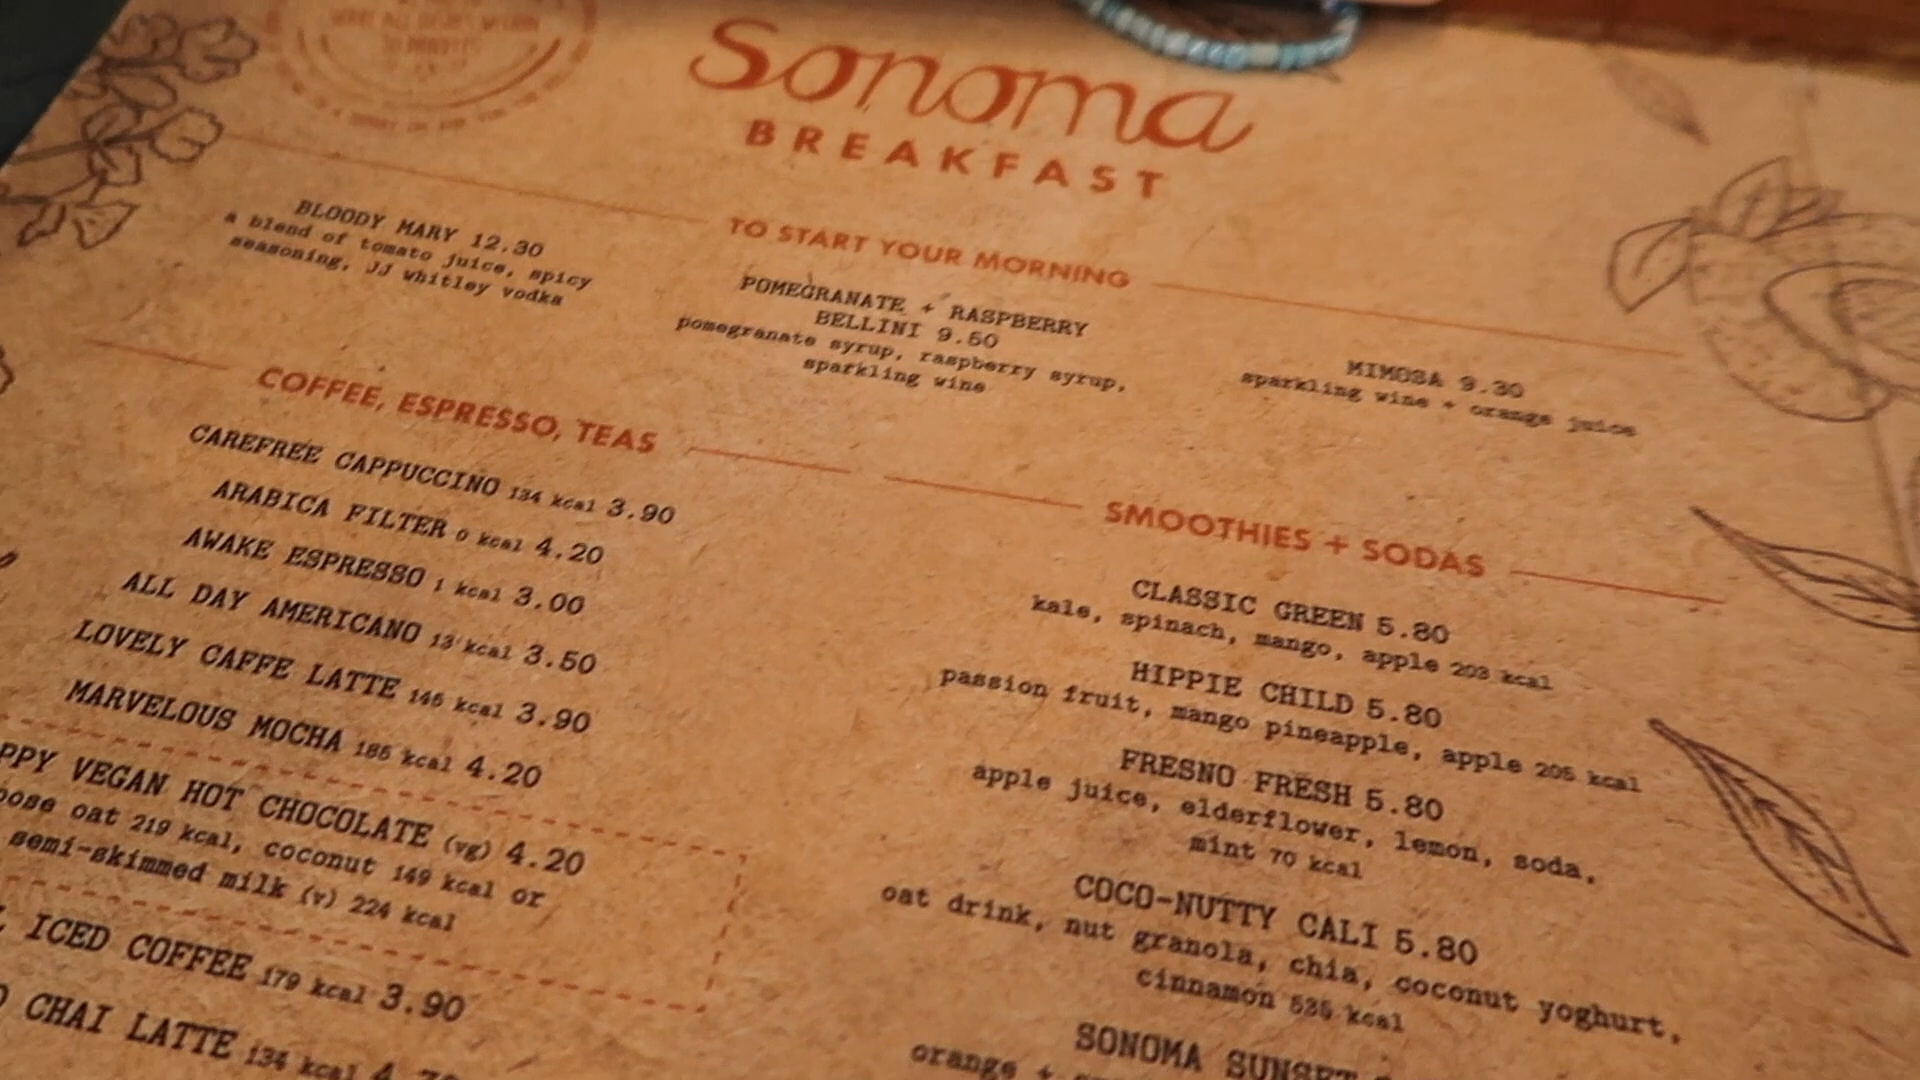 Sonoma
BREAKFAST
TO START YOUR MORNING
BLOODY MARY 12.30
a blend of tomato juice, spicy
seasoning, JJ whitley vodka
POMEGRANATE + RASPBERRY
BELLINI 9.50
pomegranate syrup, raspberry syrup,
sparkling wine
MIMOSA 9.30
sparkling wine + orange juice
COFFEE, ESPRESSO, TEAS
CAREFREE CAPPUCCINO 134 kcal 3.90
ARABICA FILTER 0 kcal 4.20
AWAKE ESPRESSO 1 kcal 3.00
ALL DAY AMERICANO 13 kcal 3.50
LOVELY CAFFE LATTE 146 kcal 3.90
MARVELOUS MOCHA 185 kcal 4.20
PPY VEGAN HOT CHOCOLATE (vg) 4.20
oose oat 219 kcal, coconut 149 kcal or
semi-skimmed milk (v) 224 kcal
ICED COFFEE 179 kcal 3.90
CHAI LATTE 134 kcal
SMOOTHIES + SODAS
CLASSIC GREEN 5.80
kale, spinach, mango, apple 203 kcal
HIPPIE CHILD 5.80
passion fruit, mango pineapple, apple 205 kcal
FRESNO FRESH 5.80
apple juice, elderflower, lemon, soda,
mint 70 kcal
COCO-NUTTY CALI 5.80
oat drink, nut granola, chia, coconut yoghurt,
cinnamon 535 kcal
SONOMA SUNSET
orange +